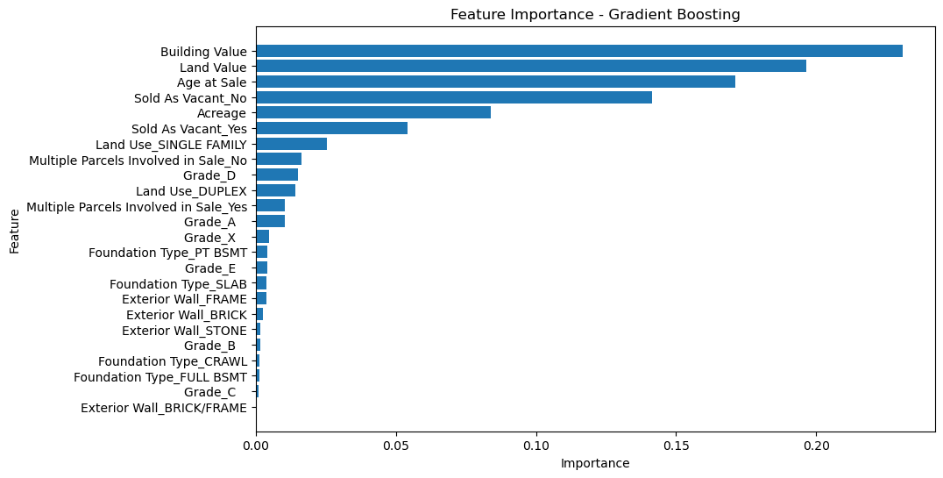 Feature Importance - Gradient Boosting
Building Value
Land Value
Age at Sale
Sold As Vacant_No
Acreage
Sold As Vacant_Yes
Land Use_SINGLE FAMILY
Multiple Parcels Involved in Sale_No
Grade_D
Land Use_DUPLEX
Multiple Parcels Involved in Sale_Yes
Grade_A
Grade_X
Foundation Type_PT BSMT
Grade_E
Foundation Type_SLAB
Exterior Wall_FRAME
Exterior Wall_BRICK
Exterior Wall_STONE
Grade_B
Foundation Type_CRAWL
Foundation Type_FULL BSMT
Grade_C
Exterior Wall_BRICK/FRAME
Feature
0.00 0.05 0.10 0.15 0.20
Importance